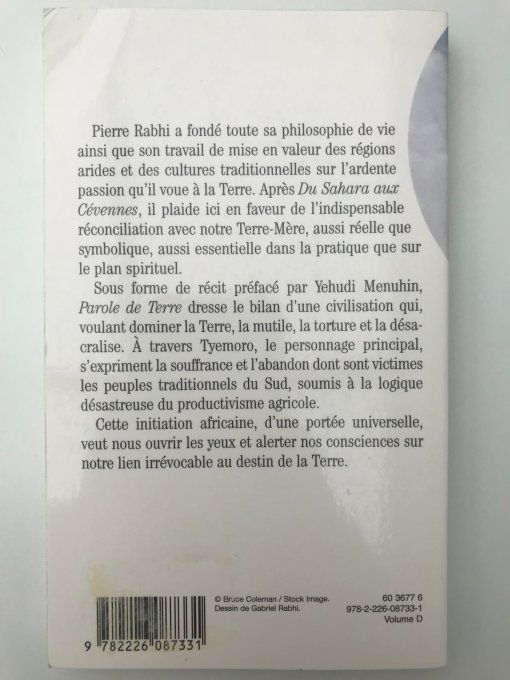 Pierre Rabhi a fondé toute sa philosophie de vie
ainsi que son travail de mise en valeur des régions
arides et des cultures traditionnelles sur l'ardente
passion qu'il voue à la Terre. Après Du Sahara aux
Cévennes, il plaide ici en faveur de l'indispensable
réconciliation avec notre Terre-Mère, aussi réelle que
symbolique, aussi essentielle dans la pratique que sur
le plan spirituel.
Sous forme de récit préfacé par Yehudi Menuhin,
Parole de Terre dresse le bilan d'une civilisation qui,
voulant dominer la Terre, la mutile, la torture et la désa-
cralise. À travers Tyemoro, le personnage principal,
s'expriment la souffrance et l'abandon dont sont victimes
les peuples traditionnels du Sud, soumis à la logique
désastreuse du productivisme agricole.
Cette initiation africaine, d'une portée universelle,
veut nous ouvrir les yeux et alerter nos consciences sur
notre lien irrévocable au destin de la Terre.
© Bruce Coleman / Stock Image.
Dessin de Gabriel Rabhi.
60 3677 6
978-2-226-08733-1
Volume D
9 782226 087331